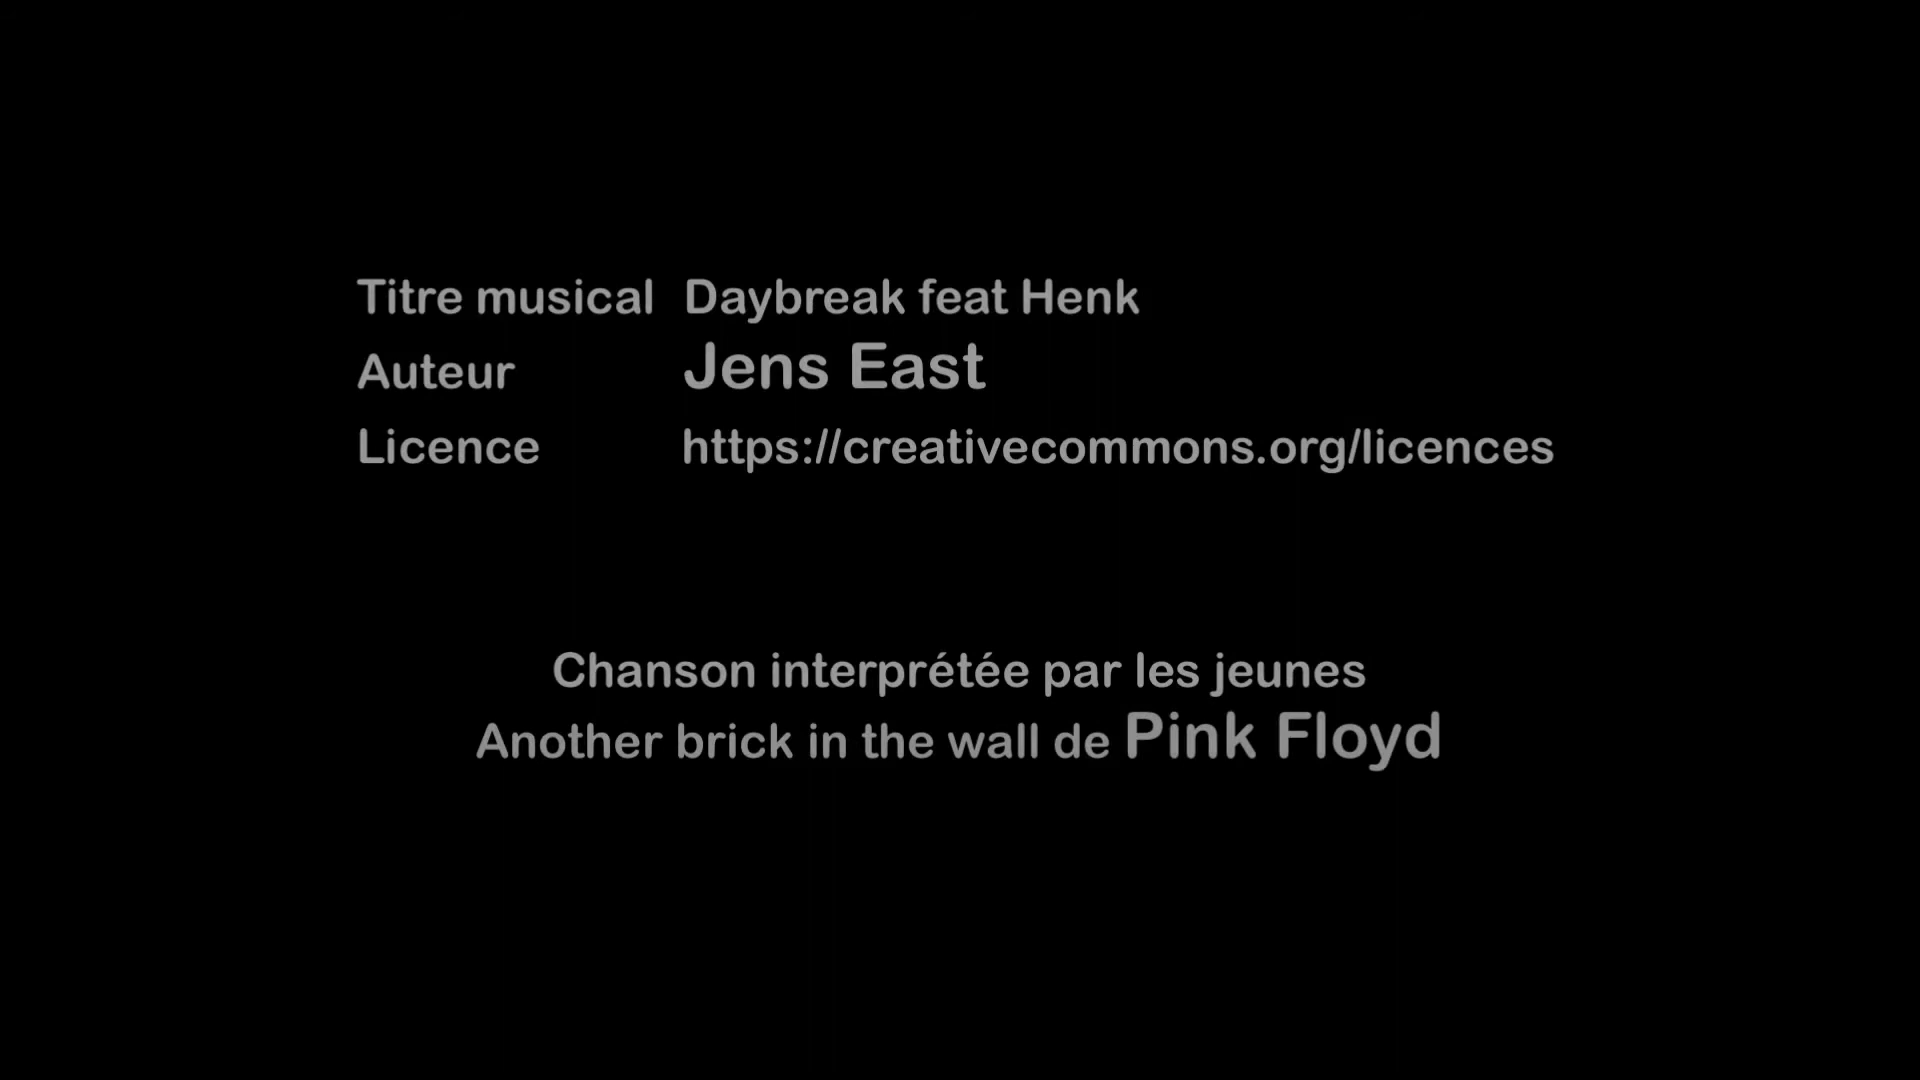 Titre musical Daybreak feat Henk
Auteur Jens East
Licence https://creativecommons.org/licences
Chanson interprétée par les jeunes
Another brick in the wall de Pink Floyd